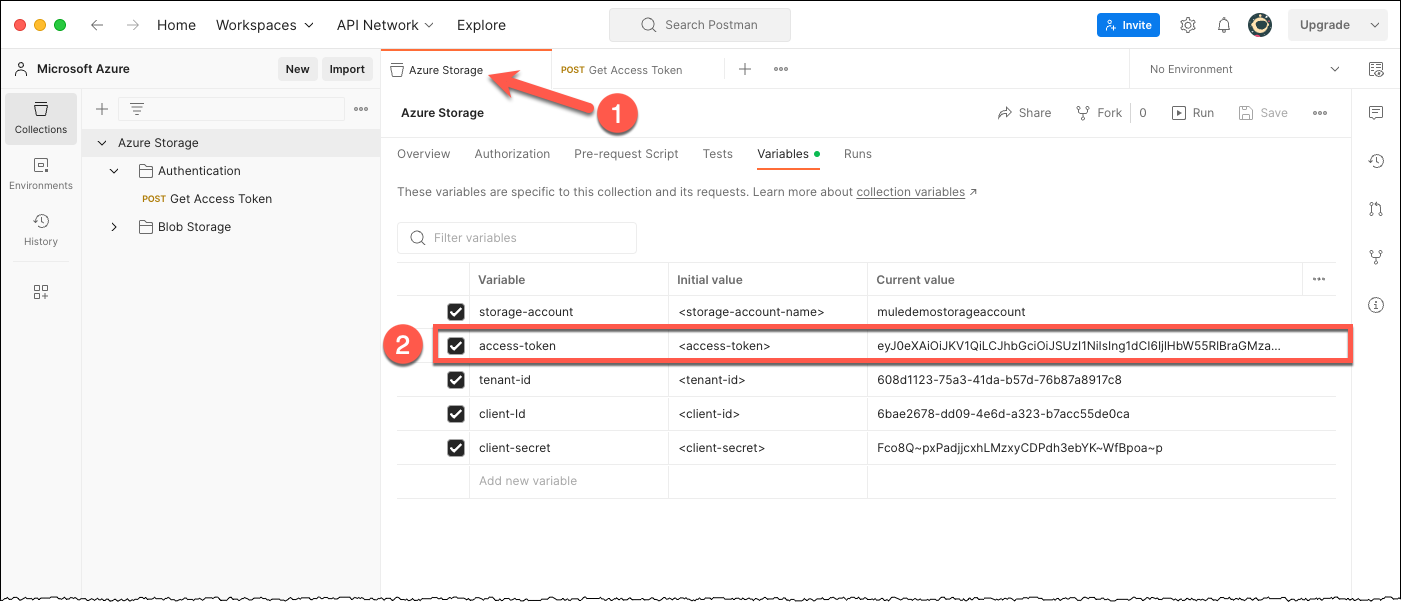 Home Workspaces API Network Explore Search Postman Invite Upgrade
Microsoft Azure New Import Azure Storage POST Get Access Token No Environment
1
Azure Storage Share Fork 0 Run Save
Collections
Environments
History
Azure Storage
Authentication
POST Get Access Token
Blob Storage
Overview Authorization Pre-request Script Tests Variables Runs
These variables are specific to this collection and its requests. Learn more about collection variables ↗
Filter variables
Variable Initial value Current value
storage-account <storage-account-name> muledemostorageaccount
2
access-token <access-token> eyJ0eXAiOiJKV1QiLCJhbGciOiJSUzI1NiIsIng1dCI6IjlHbW55RlBraGMza...
tenant-id <tenant-id> 608d1123-75a3-41da-b57d-76b87a8917c8
client-Id <client-id> 6bae2678-dd09-4e6d-a323-b7acc55de0ca
client-secret <client-secret> Fco8Q~pxPadjjcxhLMzxyCDPdh3ebYK~WfBpoa~p
Add new variable